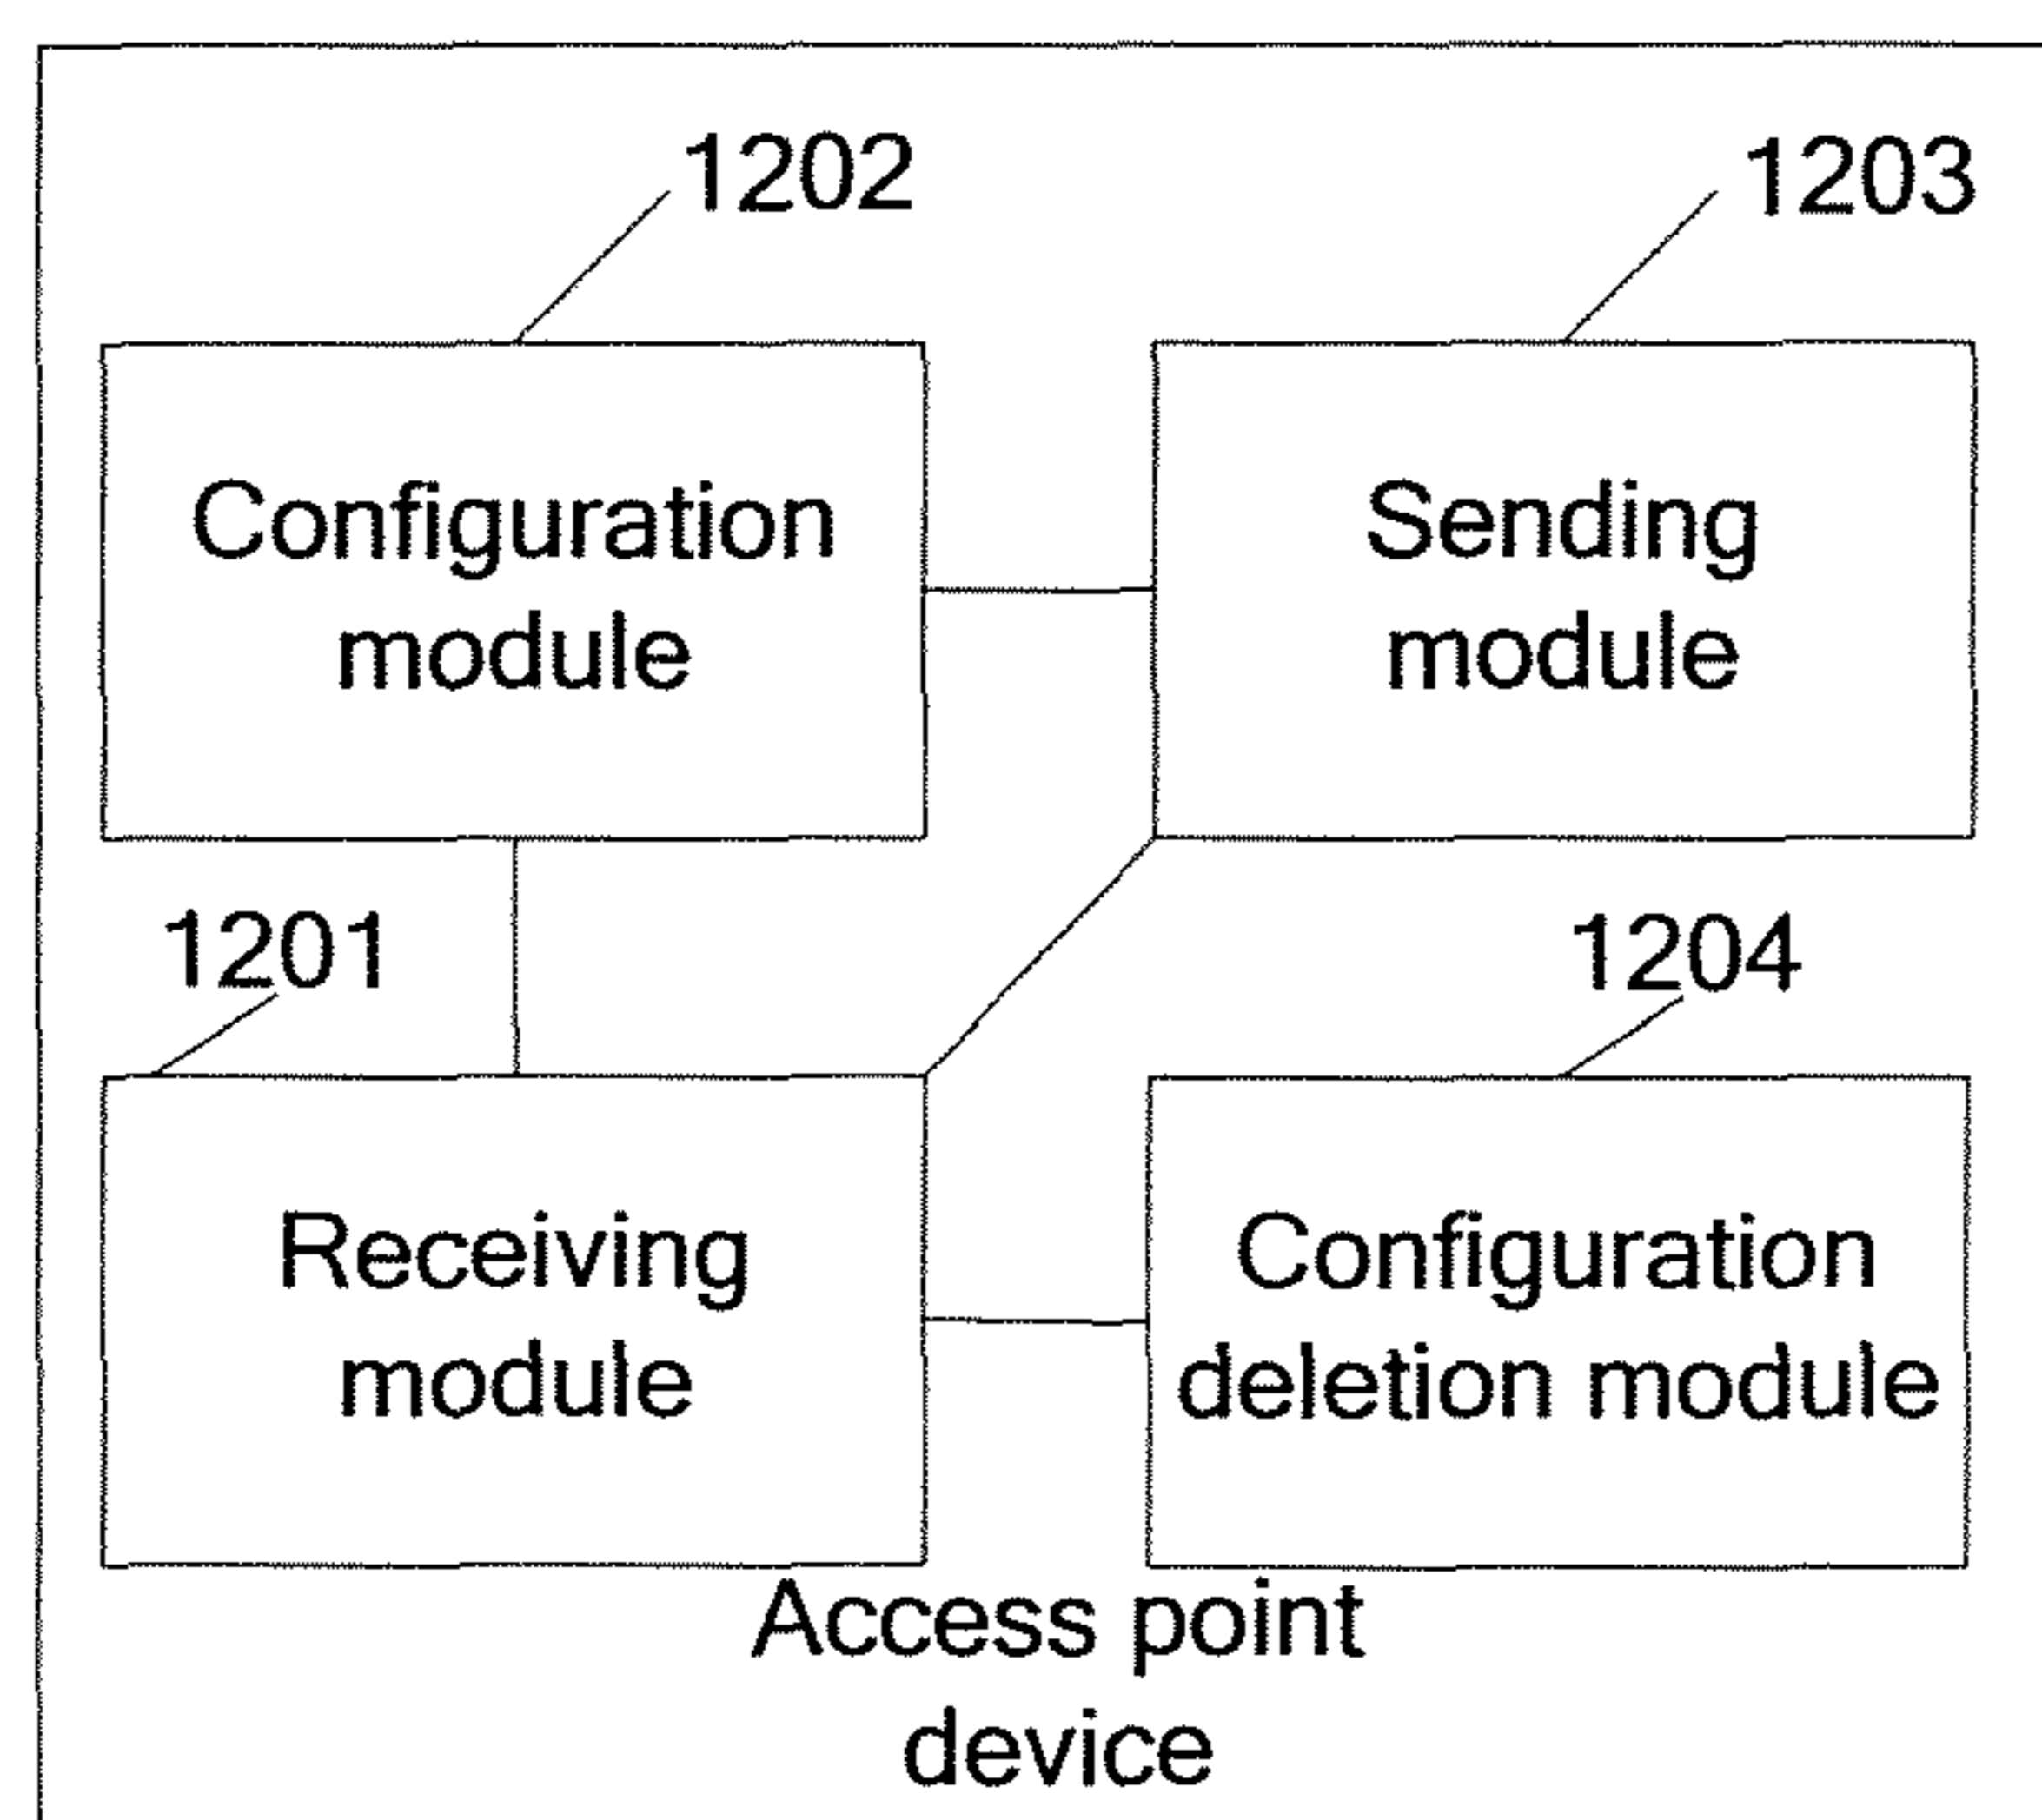 1202
1203
Configuration
module
Sending
module
1201
1204
Receiving
module
Configuration
deletion module
Access point
device